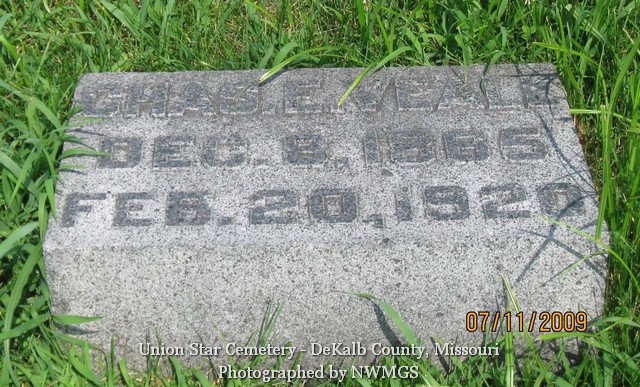 CHAS. E. VEALE
DEC. 8, 1865
FEB. 20, 1920
07/11/2009
Union Star Cemetery - DeKalb County, Missouri
Photographed by NWMGS